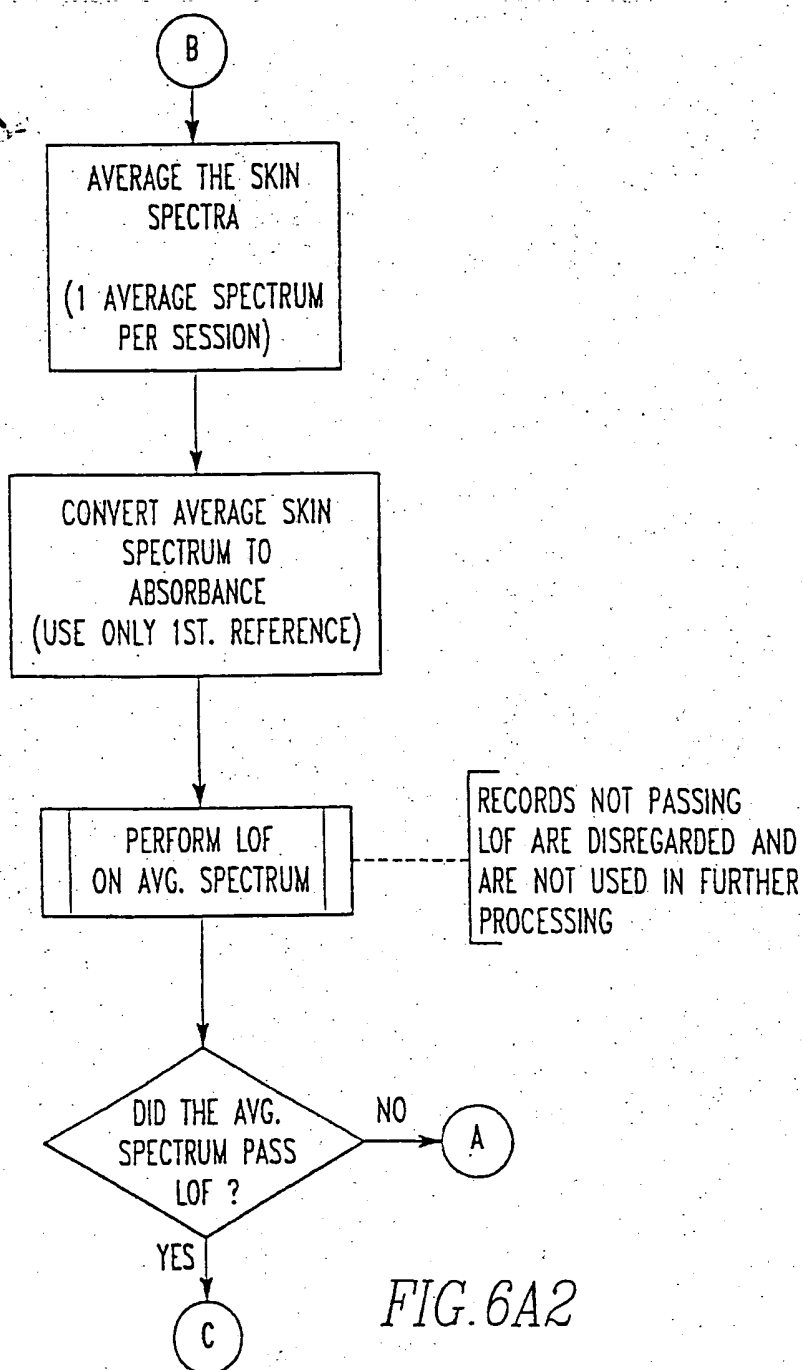 B
AVERAGE THE SKIN
SPECTRA
(1 AVERAGE SPECTRUM
PER SESSION)
CONVERT AVERAGE SKIN
SPECTRUM TO
ABSORBANCE
(USE ONLY 1ST. REFERENCE)
PERFORM LOF
ON AVG. SPECTRUM
RECORDS NOT PASSING
LOF ARE DISREGARDED AND
ARE NOT USED IN FURTHER
PROCESSING
DID THE AVG.
SPECTRUM PASS
LOF ?
NO
A
YES
C
FIG.6A2